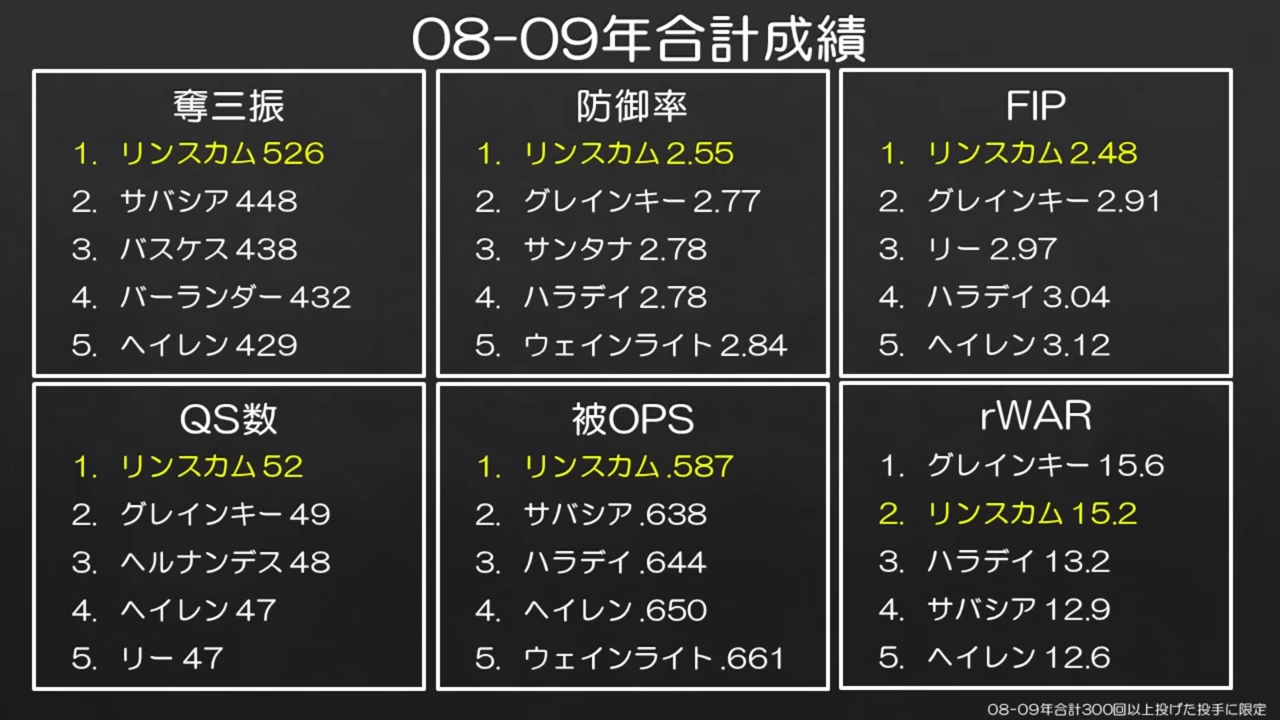 08-09年合計成績
奪三振
1. リンスカム 526
2. サバシア 448
3. バスケス 438
4. バーランダー 432
5. ヘイレン 429
防御率
1. リンスカム 2.55
2. グレインキー 2.77
3. サンタナ 2.78
4. ハラデイ 2.78
5. ウェインライト 2.84
FIP
1. リンスカム 2.48
2. グレインキー 2.91
3. リー 2.97
4. ハラデイ 3.04
5. ヘイレン 3.12
QS数
1. リンスカム 52
2. グレインキー 49
3. ヘルナンデス 48
4. ヘイレン 47
5. リー 47
被OPS
1. リンスカム .587
2. サバシア .638
3. ハラデイ .644
4. ヘイレン .650
5. ウェインライト .661
rWAR
1. グレインキー 15.6
2. リンスカム 15.2
3. ハラデイ 13.2
4. サバシア 12.9
5. ヘイレン 12.6
08-09年合計300回以上投げた投手に限定